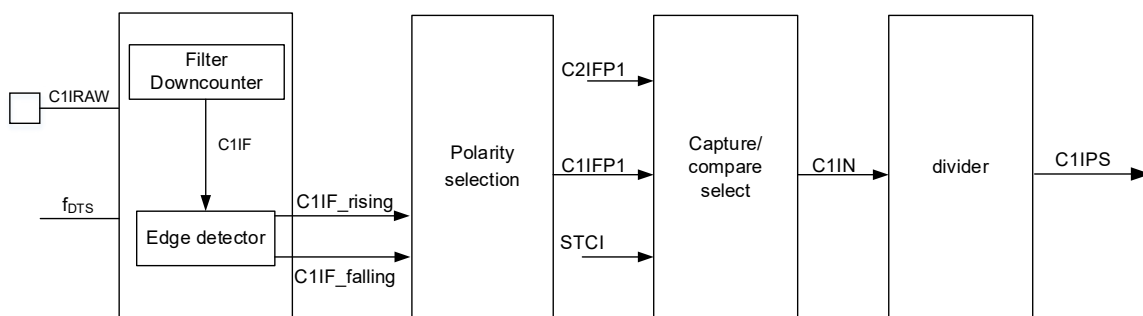 Filter
Downcounter
C1IRAW
C1IF
fDTS
Edge detector
C1IF_rising
C1IF_falling
Polarity
selection
C2IFP1
C1IFP1
STCI
Capture/
compare
select
C1IN
divider
C1IPS